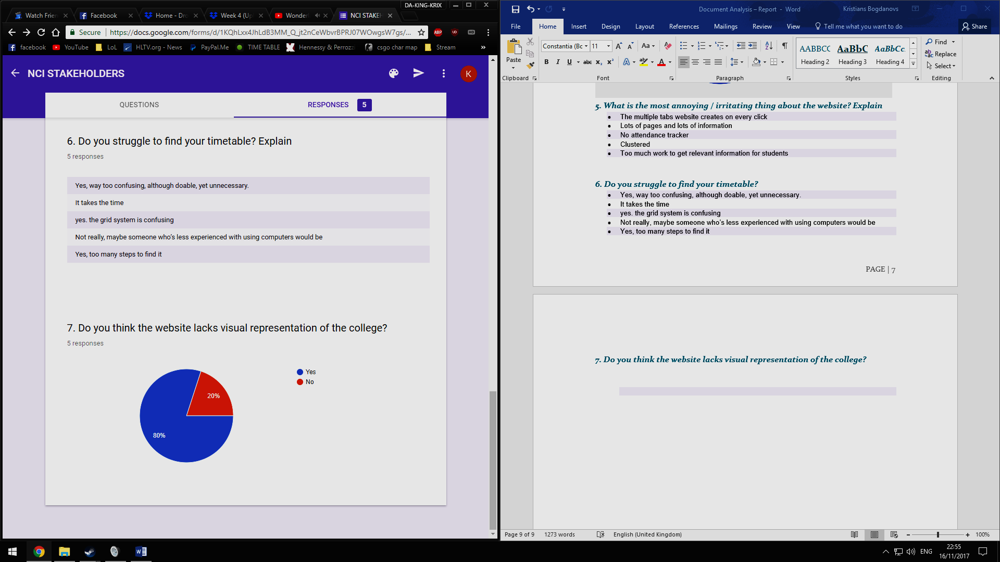 DA-KING-KRIX
Watch Frien
Facebook
Home - Dro
Week 4 (Up
Wonder
NCI STAKEH
Secure
https://docs.google.com/forms/d/1KQhLxx4JhLdB3MM_Q_jt2nCeWbvrBPRJ07WOwgsW7gs/...
ABP
UO
HD
facebook
YouTube
LoL
HLTV.org - News
PayPal.Me
TIME TABLE
Hennessy & Perrozzi
csgo char map
Stream
»
NCI STAKEHOLDERS
K
QUESTIONS
RESPONSES 5
6. Do you struggle to find your timetable? Explain
5 responses
Yes, way too confusing, although doable, yet unnecessary.
It takes the time
yes. the grid system is confusing
Not really, maybe someone who's less experienced with using computers would be
Yes, too many steps to find it
7. Do you think the website lacks visual representation of the college?
5 responses
Yes
No
20%
80%
Document Analysis – Report - Word
Kristians Bogdanovs
File
Home
Insert
Design
Layout
References
Mailings
Review
View
Tell me what you want to do
Share
Paste
Clipboard
Constantia (Bc
11
Aa
B I U abc x₂ x²
Font
Paragraph
AABBCC
Heading 2
AaBbC
Heading 3
AaBbCc
Heading 4
Styles
Find
Replace
Select
Editing
5. What is the most annoying / irritating thing about the website? Explain
• The multiple tabs website creates on every click
• Lots of pages and lots of information
• No attendance tracker
• Clustered
• Too much work to get relevant information for students
6. Do you struggle to find your timetable?
• Yes, way too confusing, although doable, yet unnecessary.
• It takes the time
• yes. the grid system is confusing
• Not really, maybe someone who's less experienced with using computers would be
• Yes, too many steps to find it
PAGE | 7
7. Do you think the website lacks visual representation of the college?
Page 9 of 9
1273 words
English (United Kingdom)
100%
ENG
22:55
16/11/2017